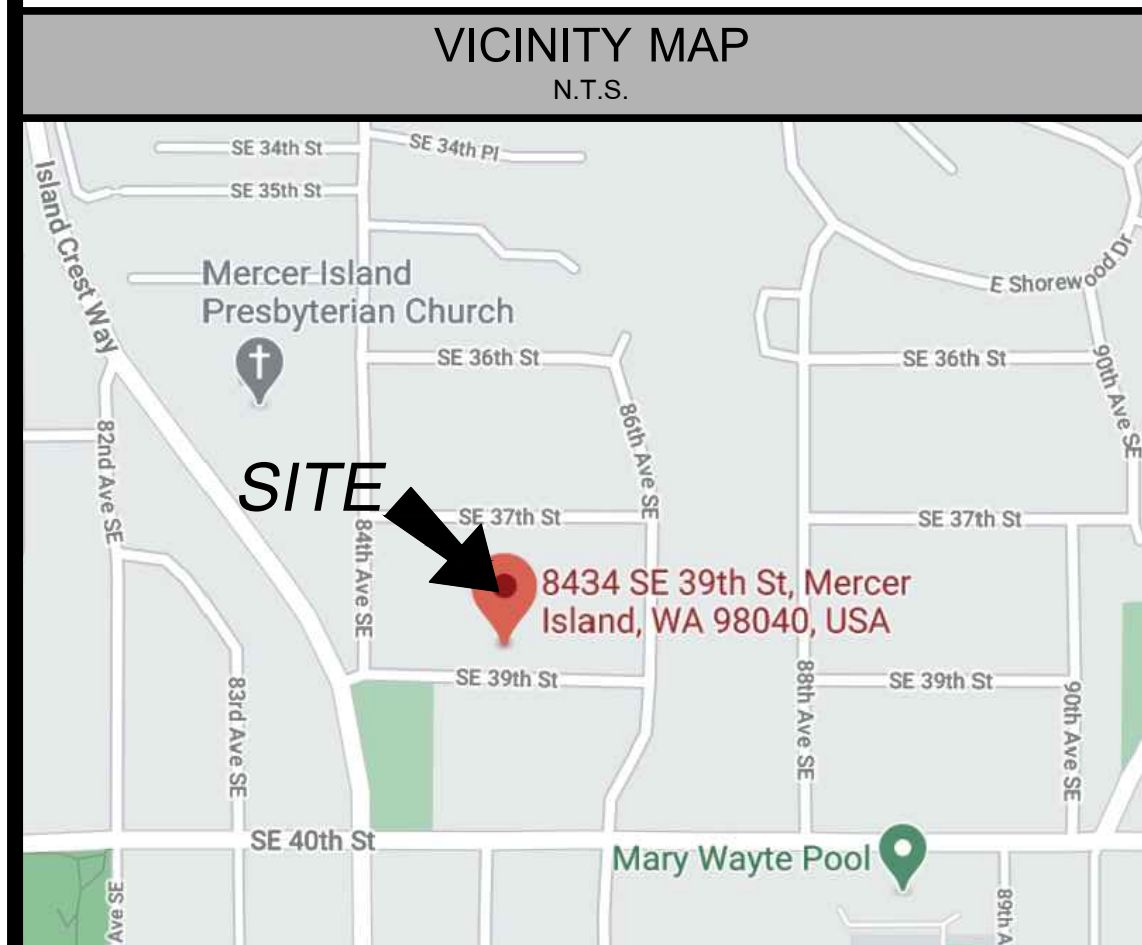 VICINITY MAP
N.T.S.
SE 34th St
SE 34th Pl
SE 35th St
Island Crest Way
Mercer Island
Presbyterian Church
E Shorewood Dr
SE 36th St
SE 36th St
90th Ave SE
82nd Ave SE
86th Ave SE
SITE
SE 37th St
SE 37th St
84th Ave SE
8434 SE 39th St, Mercer
Island, WA 98040, USA
SE 39th St
SE 39th St
83rd Ave SE
88th Ave SE
90th Ave SE
SE 40th St
Mary Wayte Pool
Ave SE
89th A